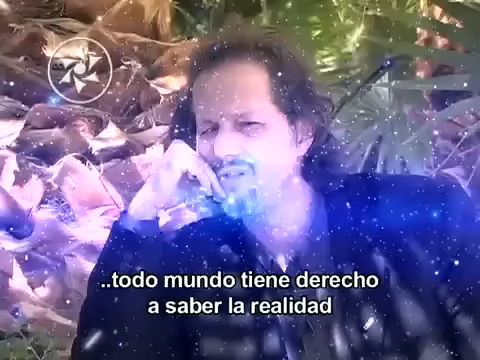 ..todo mundo tiene derecho
a saber la realidad